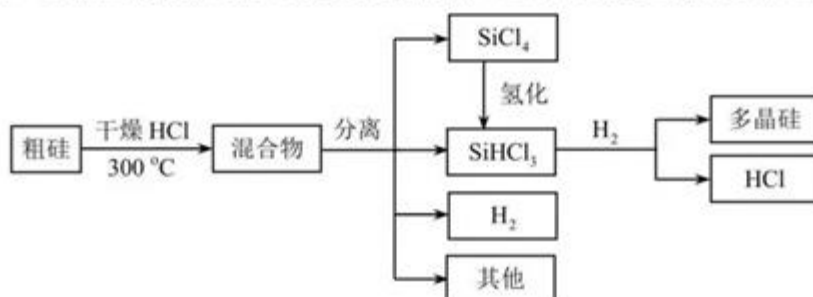 SiCl₄
氢化
粗硅
干燥 HCl
300 ℃
混合物
分离
SiHCl₃
H₂
多晶硅
HCl
H₂
其他